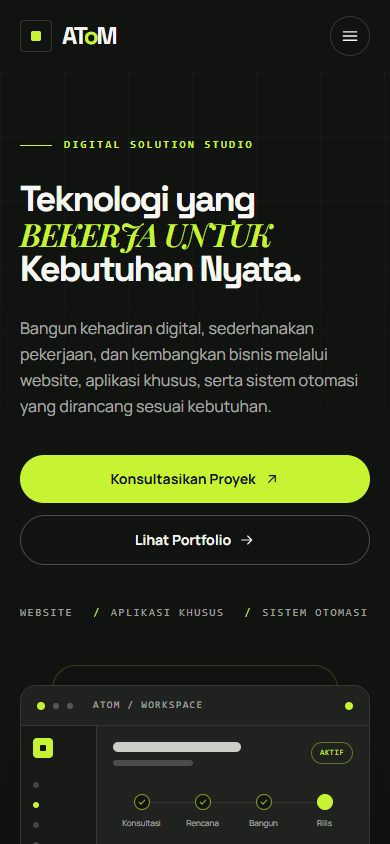 AToM
DIGITAL SOLUTION STUDIO
Teknologi yang
BEKERJA UNTUK
Kebutuhan Nyata.
Bangun kehadiran digital, sederhanakan
pekerjaan, dan kembangkan bisnis melalui
website, aplikasi khusus, serta sistem otomasi
yang dirancang sesuai kebutuhan.
Konsultasikan Proyek ↗
Lihat Portfolio →
WEBSITE / APLIKASI KHUSUS / SISTEM OTOMASI
ATOM / WORKSPACE
AKTIF
Konsultasi Rencana Bangun Rilis